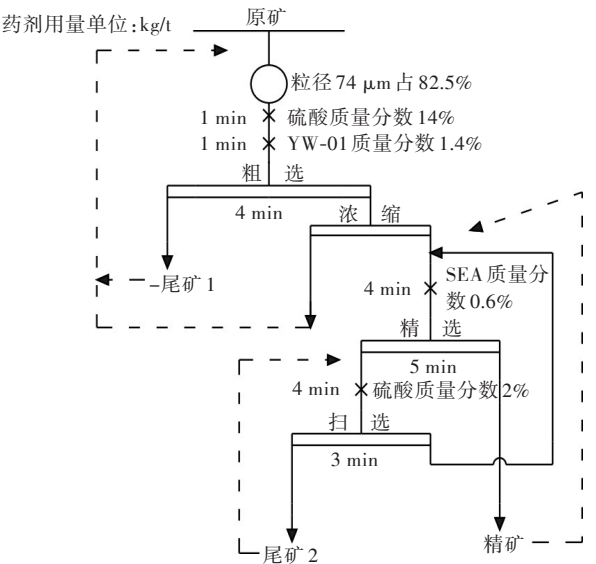 药剂用量单位:kg/t
原矿
粒径 74 μm 占 82.5%
1 min 硫酸质量分数 14%
1 min YW-01 质量分数 1.4%
粗 选
4 min
浓 缩
-尾矿 1
4 min
SEA 质量分
数 0.6%
精 选
5 min
4 min 硫酸质量分数 2%
扫 选
3 min
尾矿 2
精矿